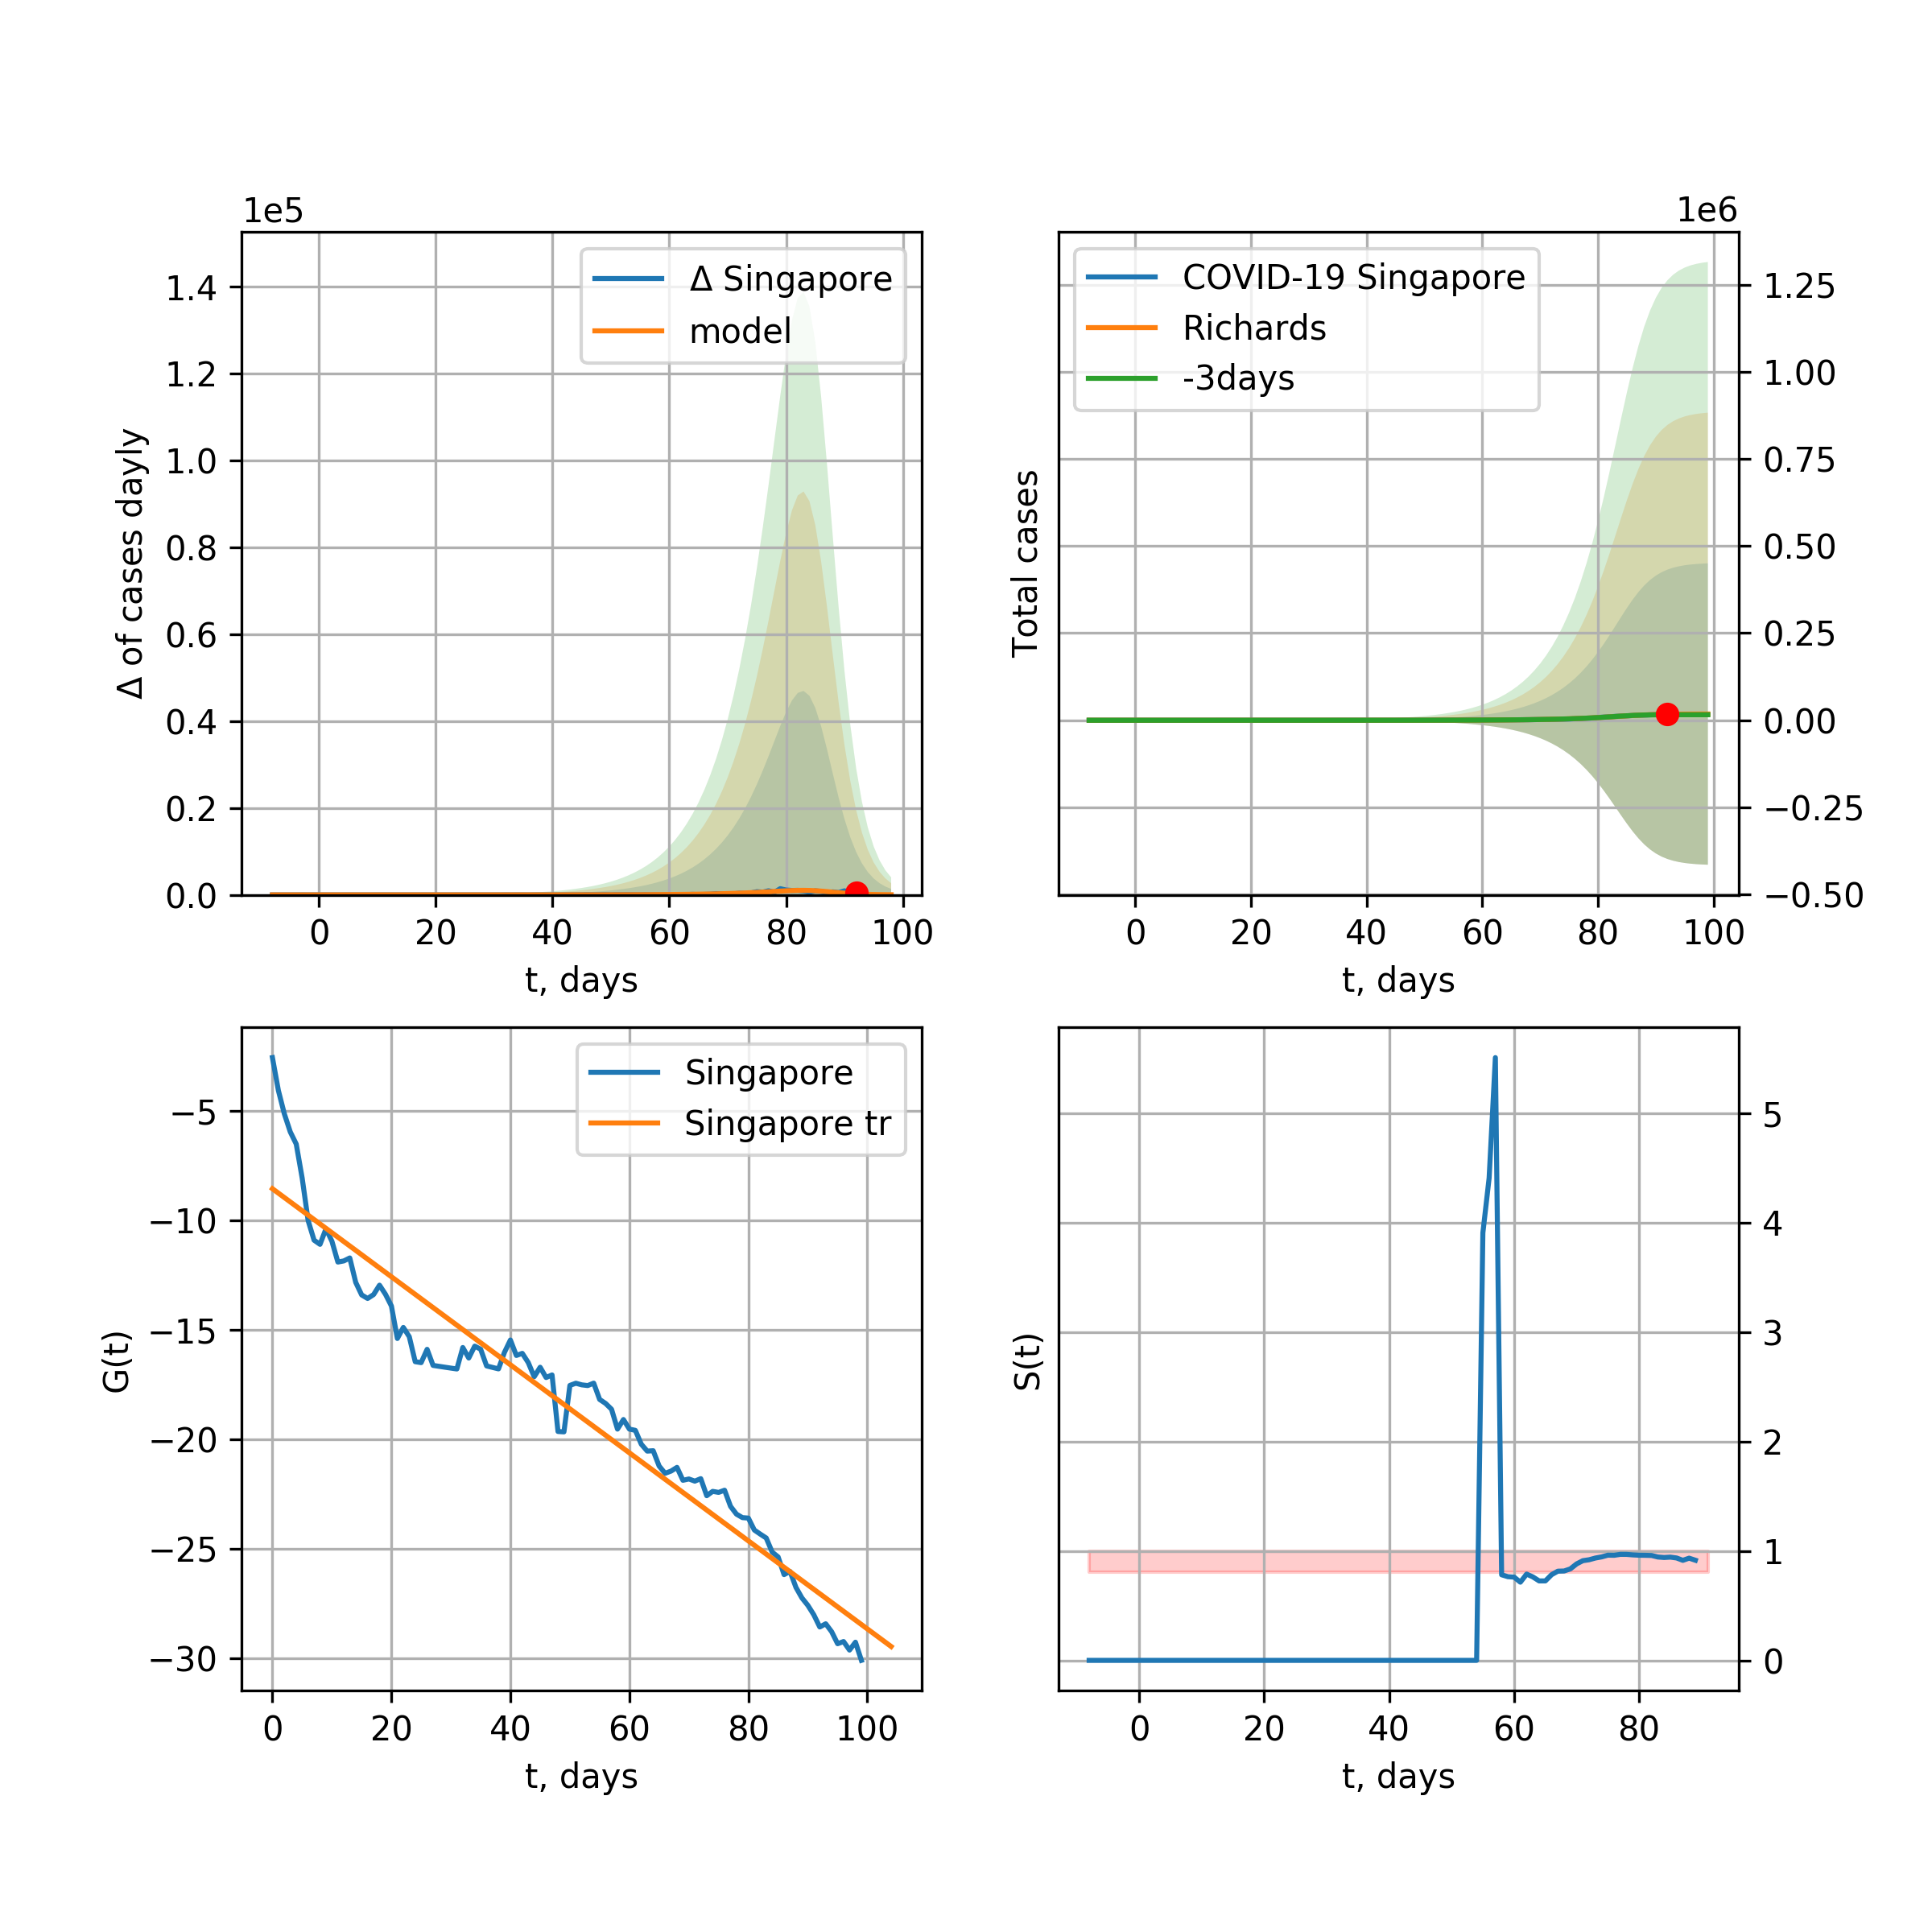 1e5
Δ of cases dayly
1.4
1.2
1.0
0.8
0.6
0.4
0.2
0.0
Δ Singapore
model
0 20 40 60 80 100
t, days
1e6
Total cases
COVID-19 Singapore
Richards
-3days
1.25
1.00
0.75
0.50
0.25
0.00
−0.25
−0.50
0 20 40 60 80 100
t, days
G(t)
−5
−10
−15
−20
−25
−30
Singapore
Singapore tr
0 20 40 60 80 100
t, days
S(t)
5
4
3
2
1
0
0 20 40 60 80
t, days